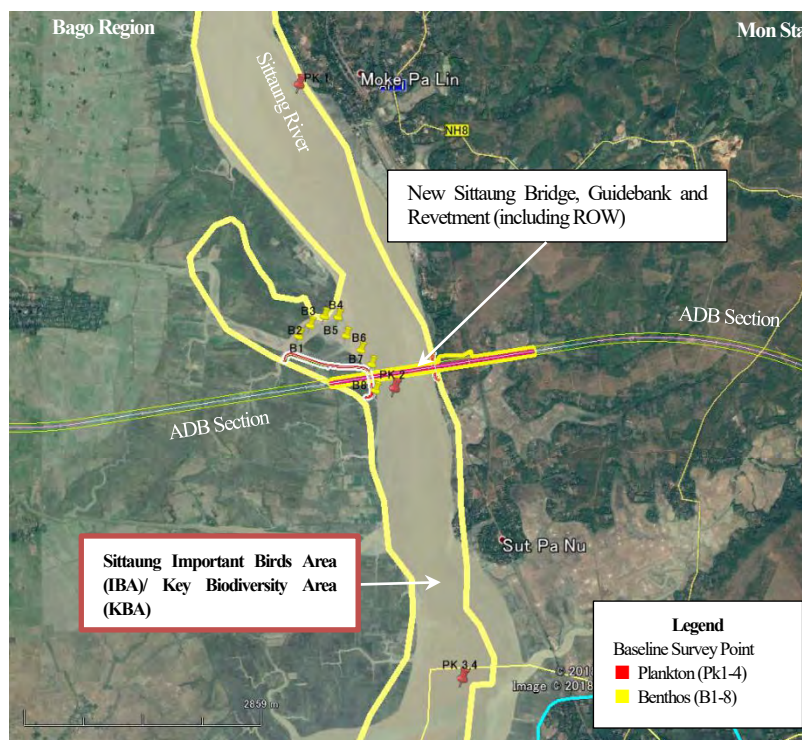 Bago Region
Mon Sta
PK 1
Moke Pa Lin
Sittaung River
NH8
New Sittaung Bridge, Guidebank and
Revetment (including ROW)
B3
B4
B2
B5
B6
B1
B7
ADB Section
PK 2
B8
ADB Section
Sut Pa Nu
Sittaung Important Birds Area
(IBA)/ Key Biodiversity Area
(KBA)
Legend
Baseline Survey Point
Plankton (Pk1-4)
Benthos (B1-8)
PK 3,4
© 201
Image © 2018
2859 m